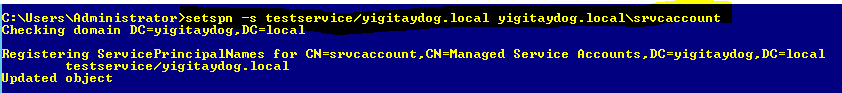 C:\Users\Administrator>setspn -s testservice/yigitaydog.local yigitaydog.local\srvcaccount
Checking domain DC=yigitaydog,DC=local
Registering ServicePrincipalNames for CN=srvcaccount,CN=Managed Service Accounts,DC=yigitaydog,DC=local
testservice/yigitaydog.local
Updated object